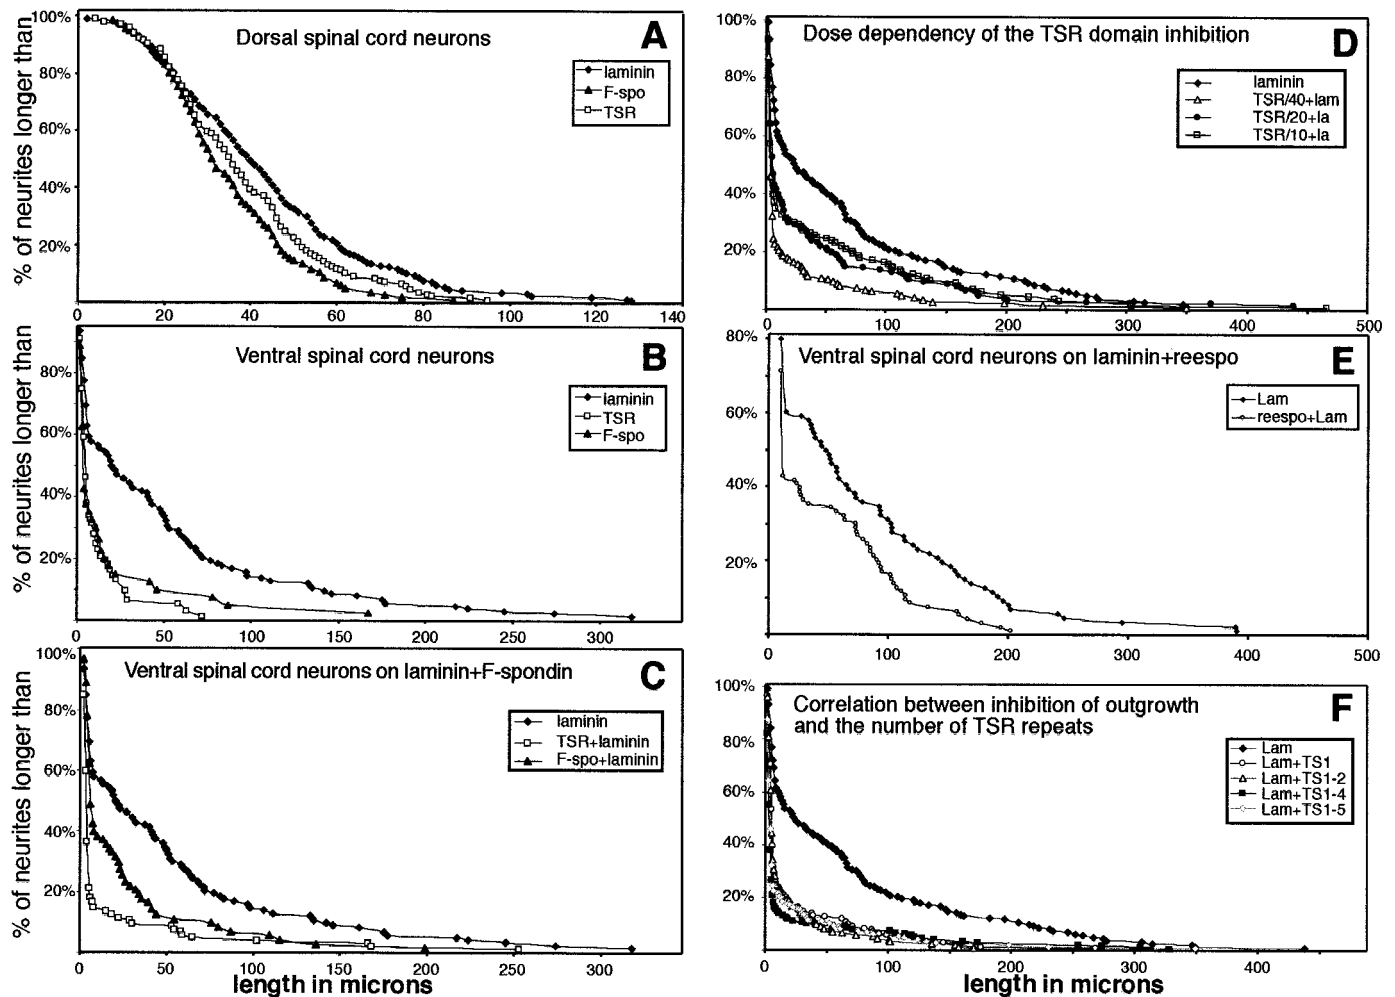 % of neurites longer than
100%
80%
60%
40%
20%
Dorsal spinal cord neurons
A
laminin
F-spo
TSR
0 20 40 60 80 100 120 140
% of neurites longer than
80%
60%
40%
20%
Ventral spinal cord neurons
B
laminin
TSR
F-spo
0 50 100 150 200 250 300
% of neurites longer than
100%
80%
60%
40%
20%
Ventral spinal cord neurons on laminin+F-spondin
C
laminin
TSR+laminin
F-spo+laminin
0 50 100 150 200 250 300
length in microns
100%
80%
60%
40%
20%
Dose dependency of the TSR domain inhibition
D
laminin
TSR/40+lam
TSR/20+la
TSR/10+la
0 100 200 300 400 500
80%
60%
40%
20%
Ventral spinal cord neurons on laminin+reespo
E
Lam
reespo+Lam
0 100 200 300 400 500
100%
80%
60%
40%
20%
Correlation between inhibition of outgrowth
and the number of TSR repeats
F
Lam
Lam+TS1
Lam+TS1-2
Lam+TS1-4
Lam+TS1-5
0 100 200 300 400
length in microns